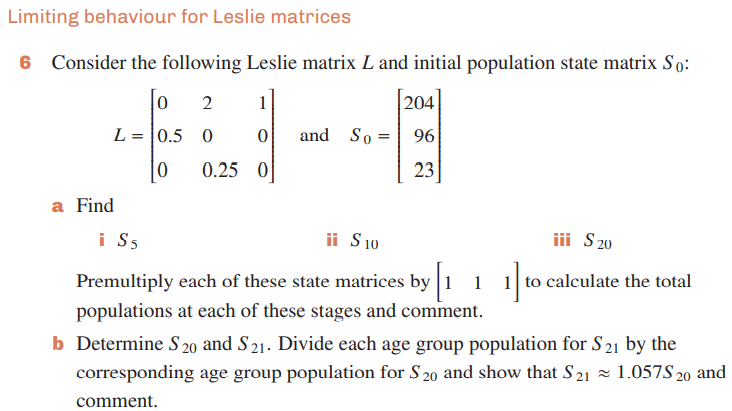 Limiting behaviour for Leslie matrices
6 Consider the following Leslie matrix L and initial population state matrix S₀:
L = [0 2 1; 0.5 0 0; 0 0.25 0] and S₀ = [204; 96; 23]
a Find
i S₅ ii S₁₀ iii S₂₀
Premultiply each of these state matrices by [1 1 1] to calculate the total
populations at each of these stages and comment.
b Determine S₂₀ and S₂₁. Divide each age group population for S₂₁ by the
corresponding age group population for S₂₀ and show that S₂₁ ≈ 1.057S₂₀ and
comment.